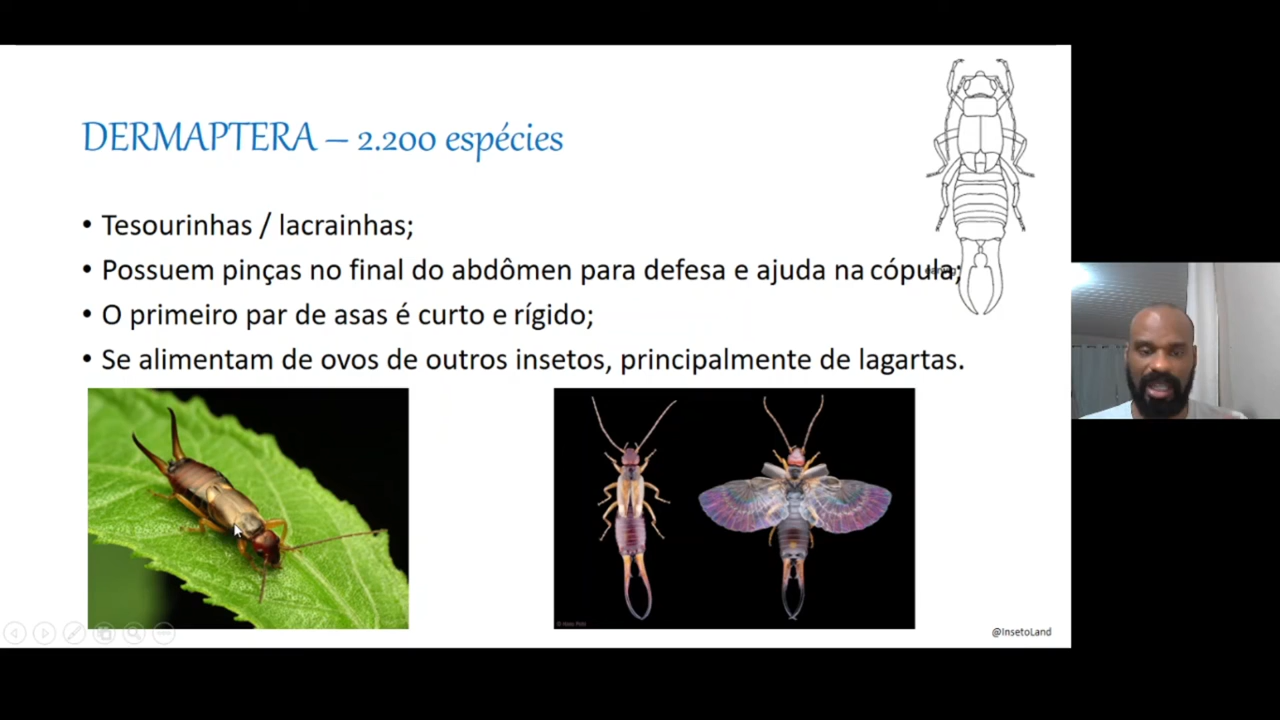 DERMAPTERA – 2.200 espécies
• Tesourinhas / lacrainhas;
• Possuem pinças no final do abdômen para defesa e ajuda na cópula;
• O primeiro par de asas é curto e rígido;
• Se alimentam de ovos de outros insetos, principalmente de lagartas.
@InsetoLand